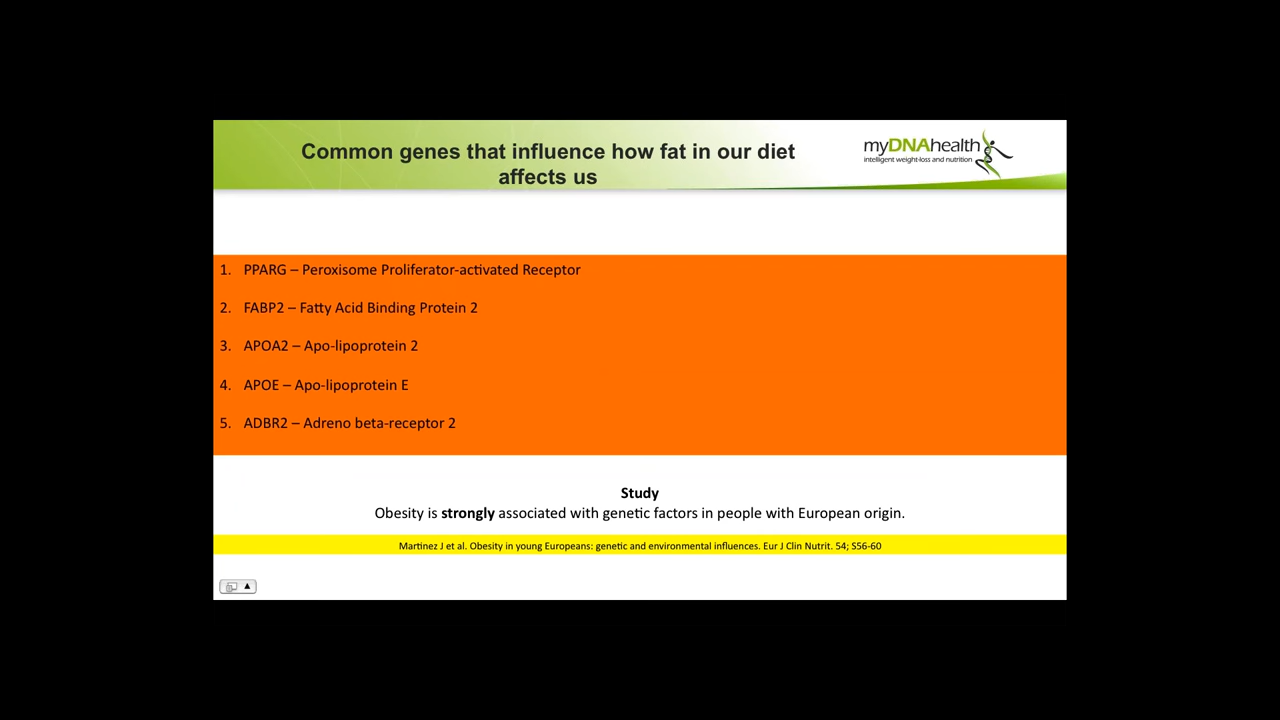 Common genes that influence how fat in our diet
affects us
myDNAhealth
intelligent weight-loss and nutrition
1. PPARG – Peroxisome Proliferator-activated Receptor
2. FABP2 – Fatty Acid Binding Protein 2
3. APOA2 – Apo-lipoprotein 2
4. APOE – Apo-lipoprotein E
5. ADBR2 – Adreno beta-receptor 2
Study
Obesity is strongly associated with genetic factors in people with European origin.
Martinez J et al. Obesity in young Europeans: genetic and environmental influences. Eur J Clin Nutrit. 54; S56-60